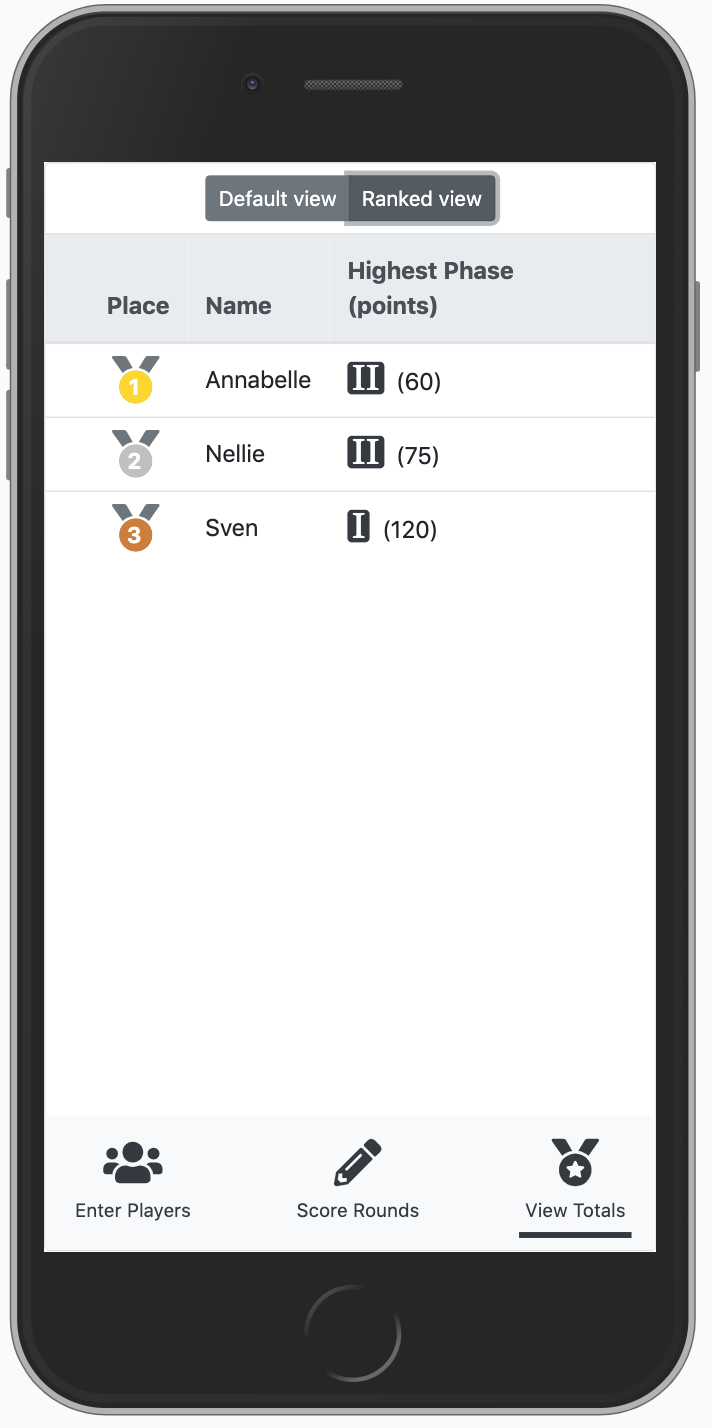 Default view Ranked view
Place Name Highest Phase (points)
1 Annabelle II (60)
2 Nellie II (75)
3 Sven I (120)
Enter Players Score Rounds View Totals